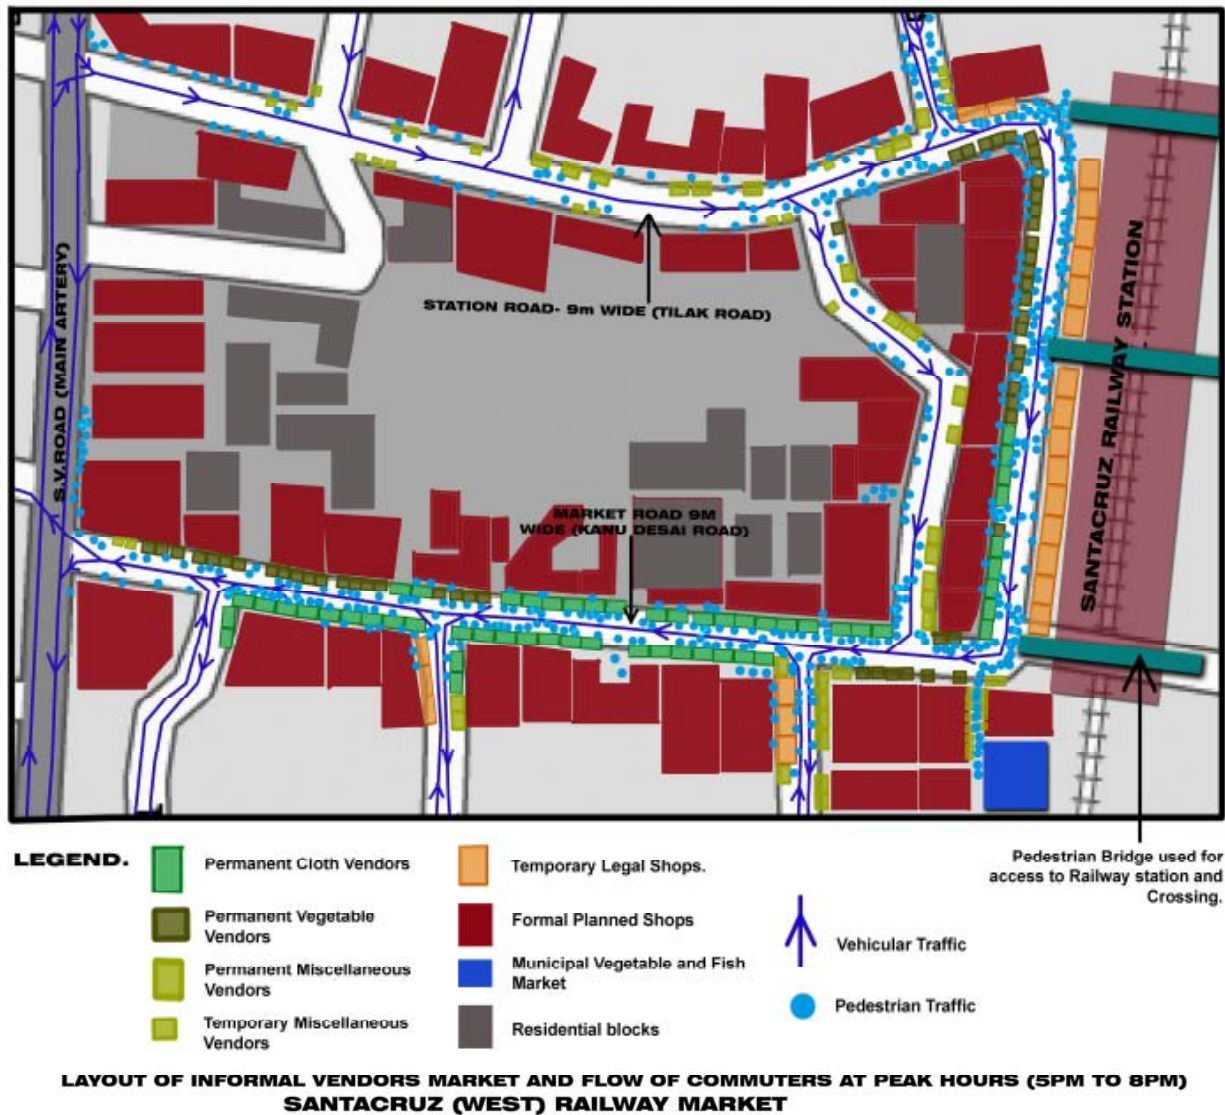 STATION ROAD- 9m WIDE (TILAK ROAD)
S.V.ROAD (MAIN ARTERY)
SANTACRUZ RAILWAY STATION
MARKET ROAD 9M
WIDE (KANU DESAI ROAD)
LEGEND.
Permanent Cloth Vendors
Permanent Vegetable
Vendors
Permanent Miscellaneous
Vendors
Temporary Miscellaneous
Vendors
Temporary Legal Shops.
Formal Planned Shops
Municipal Vegetable and Fish
Market
Residential blocks
Vehicular Traffic
Pedestrian Traffic
Pedestrian Bridge used for
access to Railway station and
Crossing.
LAYOUT OF INFORMAL VENDORS MARKET AND FLOW OF COMMUTERS AT PEAK HOURS (5PM TO 8PM)
SANTACRUZ (WEST) RAILWAY MARKET